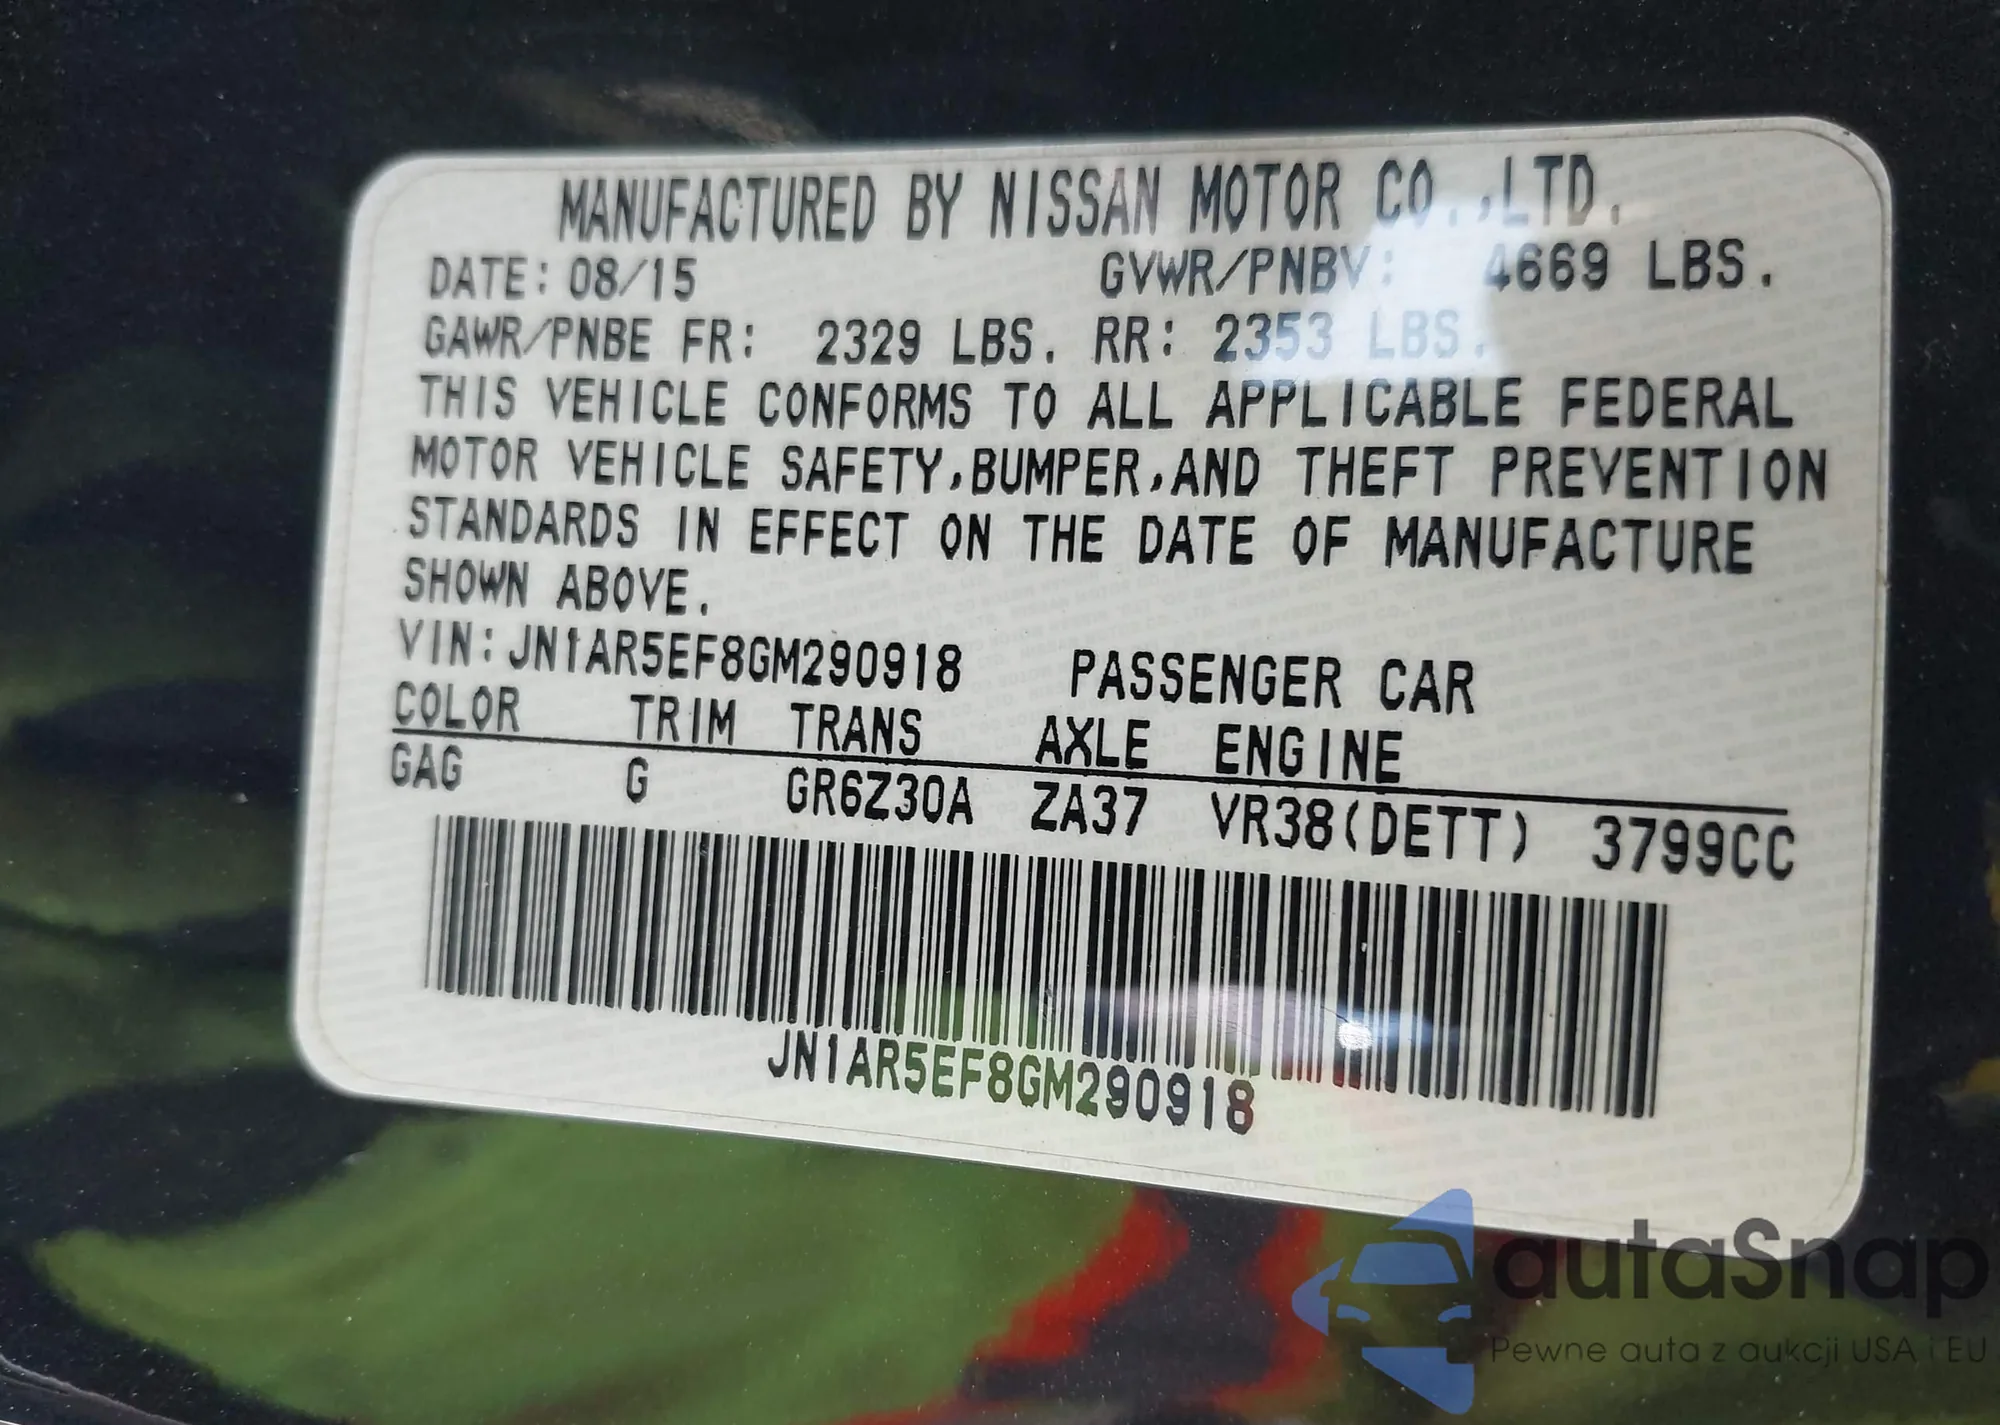 MANUFACTURED BY NISSAN MOTOR CO.,LTD.
DATE: 08/15 GVWR/PNBV: 4669 LBS.
GAWR/PNBE FR: 2329 LBS. RR: 2353 LBS.
THIS VEHICLE CONFORMS TO ALL APPLICABLE FEDERAL
MOTOR VEHICLE SAFETY,BUMPER,AND THEFT PREVENTION
STANDARDS IN EFFECT ON THE DATE OF MANUFACTURE
SHOWN ABOVE.
VIN:JN1AR5EF8GM290918 PASSENGER CAR
COLOR TRIM TRANS AXLE ENGINE
GAG G GR6Z30A ZA37 VR38(DETT) 3799CC
JN1AR5EF8GM290918
autaSnap
Pewne auta z aukcji USA i EU